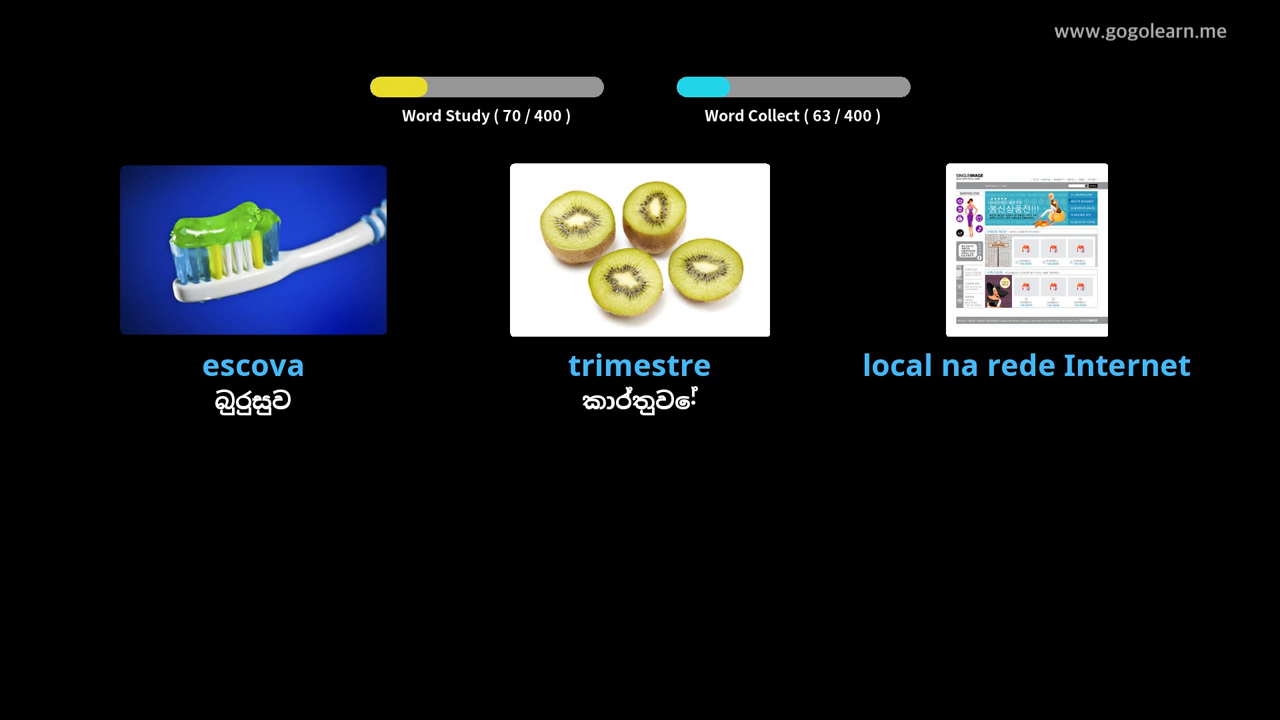 www.gogolearn.me
Word Study ( 70 / 400 )
Word Collect ( 63 / 400 )
escova
බුරුසුව
trimestre
කාර්තුවේ
local na rede Internet